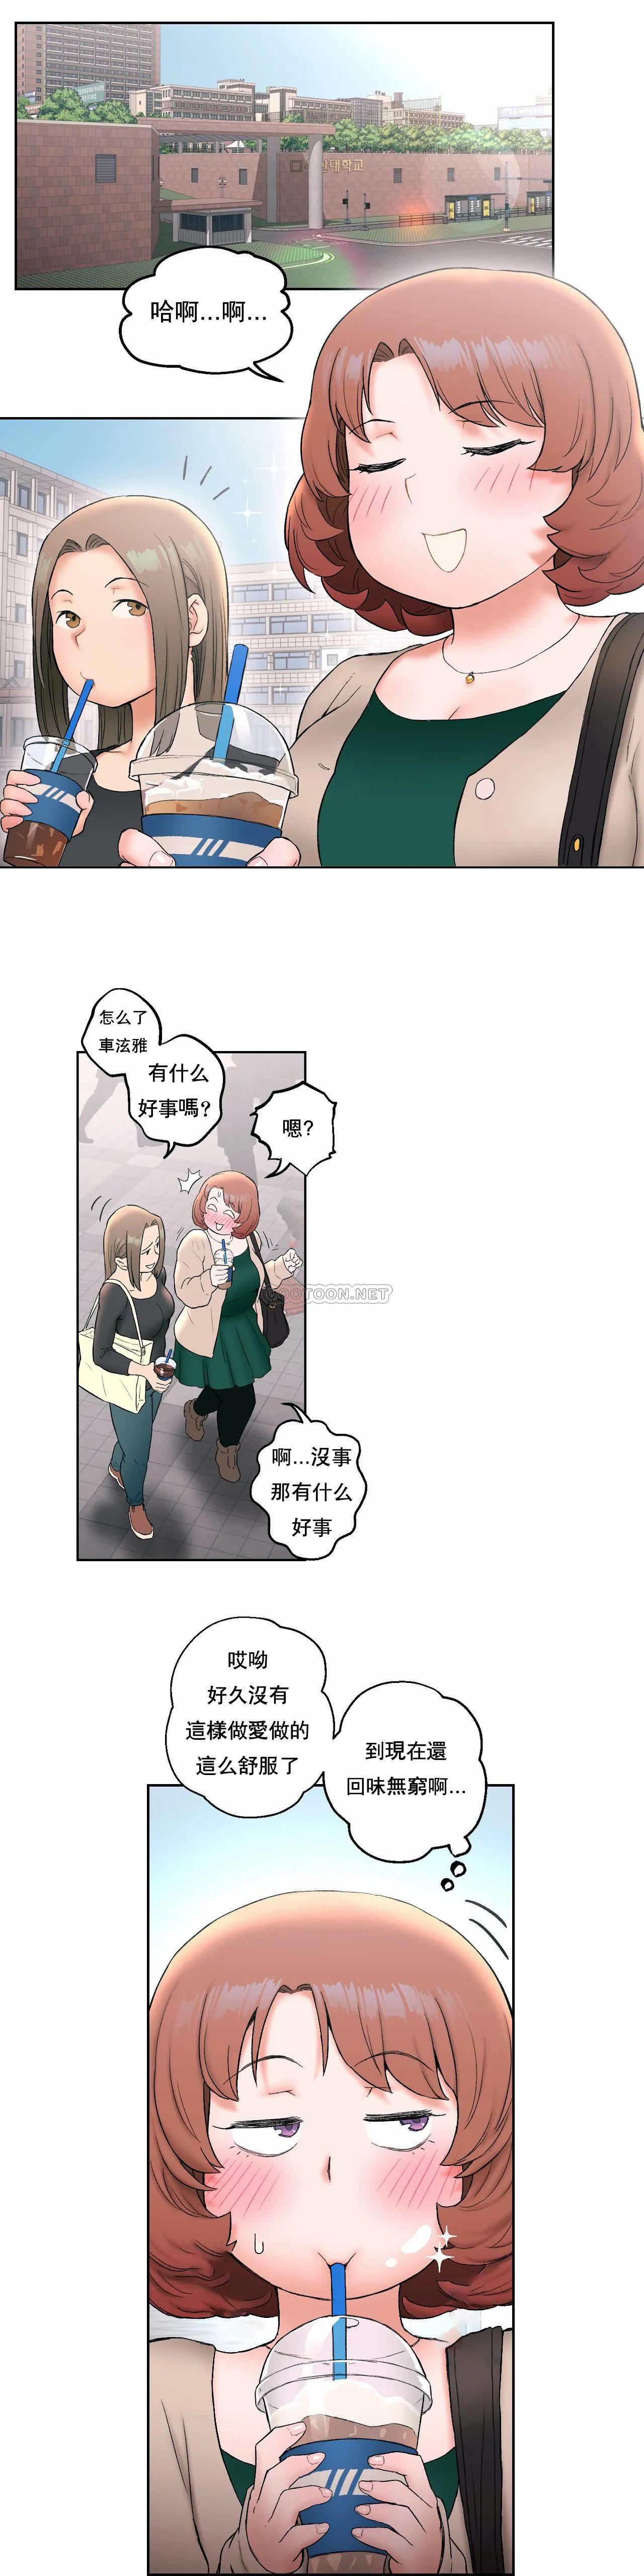 신대학교
哈啊...啊...
怎么了
車泫雅
有什么
好事嗎?
嗯?
TOON.NET
啊...沒事
那有什么
好事
哎呦
好久沒有
這樣做愛做的
這么舒服了
到現在還
回味無窮啊...